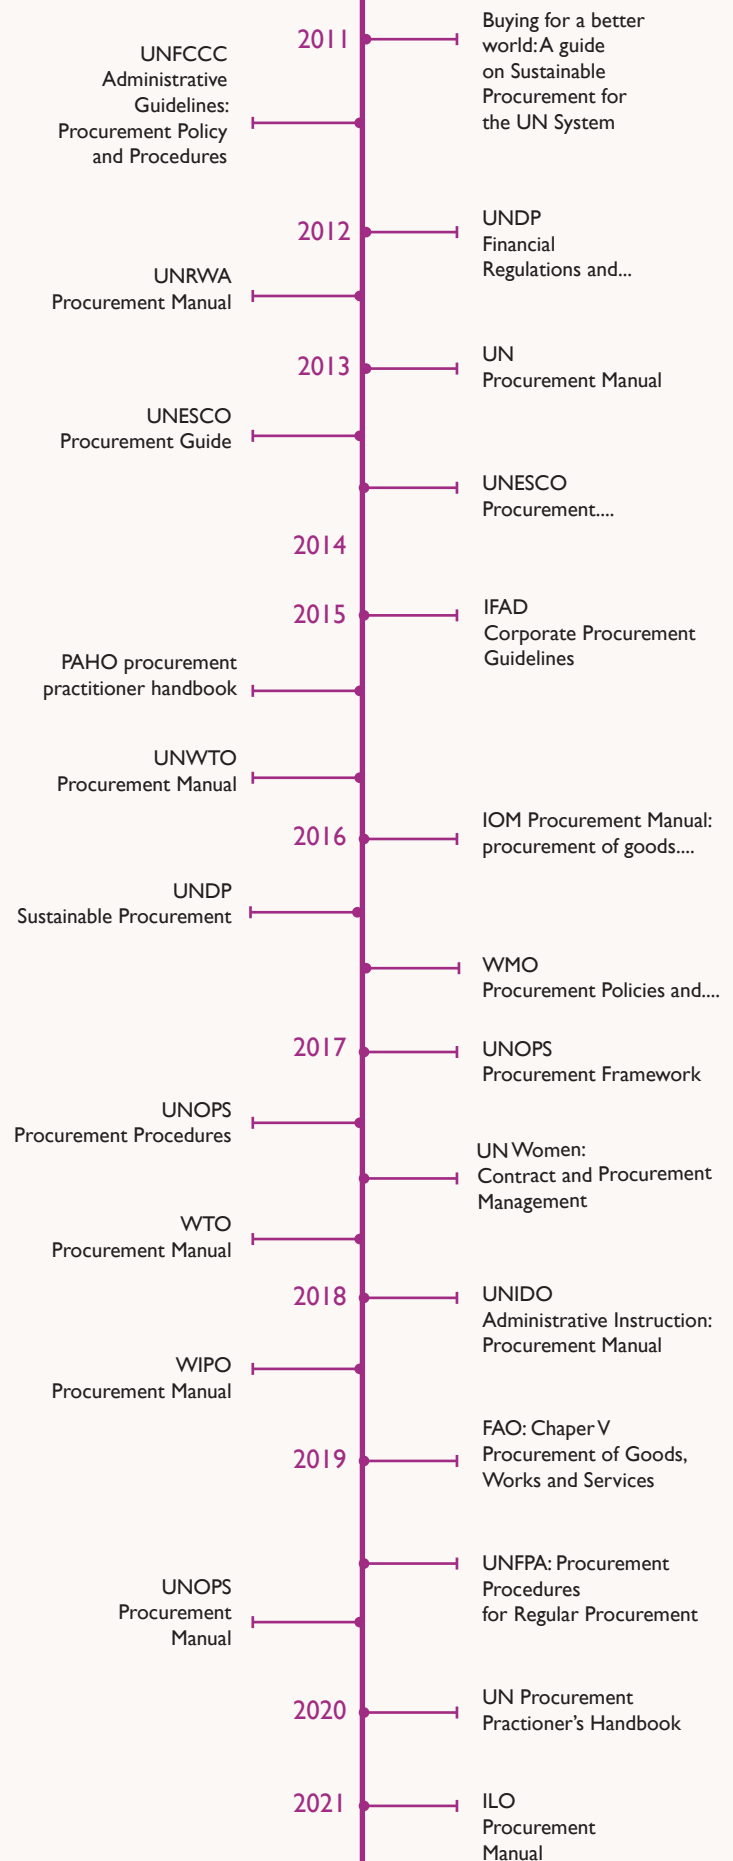 2011
Buying for a better
world: A guide
on Sustainable
Procurement for
the UN System
UNFCCC
Administrative
Guidelines:
Procurement Policy
and Procedures
2012
UNDP
Financial
Regulations and...
UNRWA
Procurement Manual
2013
UN
Procurement Manual
UNESCO
Procurement Guide
UNESCO
Procurement....
2014
2015
IFAD
Corporate Procurement
Guidelines
PAHO procurement
practitioner handbook
UNWTO
Procurement Manual
2016
IOM Procurement Manual:
procurement of goods....
UNDP
Sustainable Procurement
WMO
Procurement Policies and....
2017
UNOPS
Procurement Framework
UNOPS
Procurement Procedures
UN Women:
Contract and Procurement
Management
WTO
Procurement Manual
2018
UNIDO
Administrative Instruction:
Procurement Manual
WIPO
Procurement Manual
2019
FAO: Chaper V
Procurement of Goods,
Works and Services
UNFPA: Procurement
Procedures
for Regular Procurement
UNOPS
Procurement
Manual
2020
UN Procurement
Practioner's Handbook
2021
ILO
Procurement
Manual